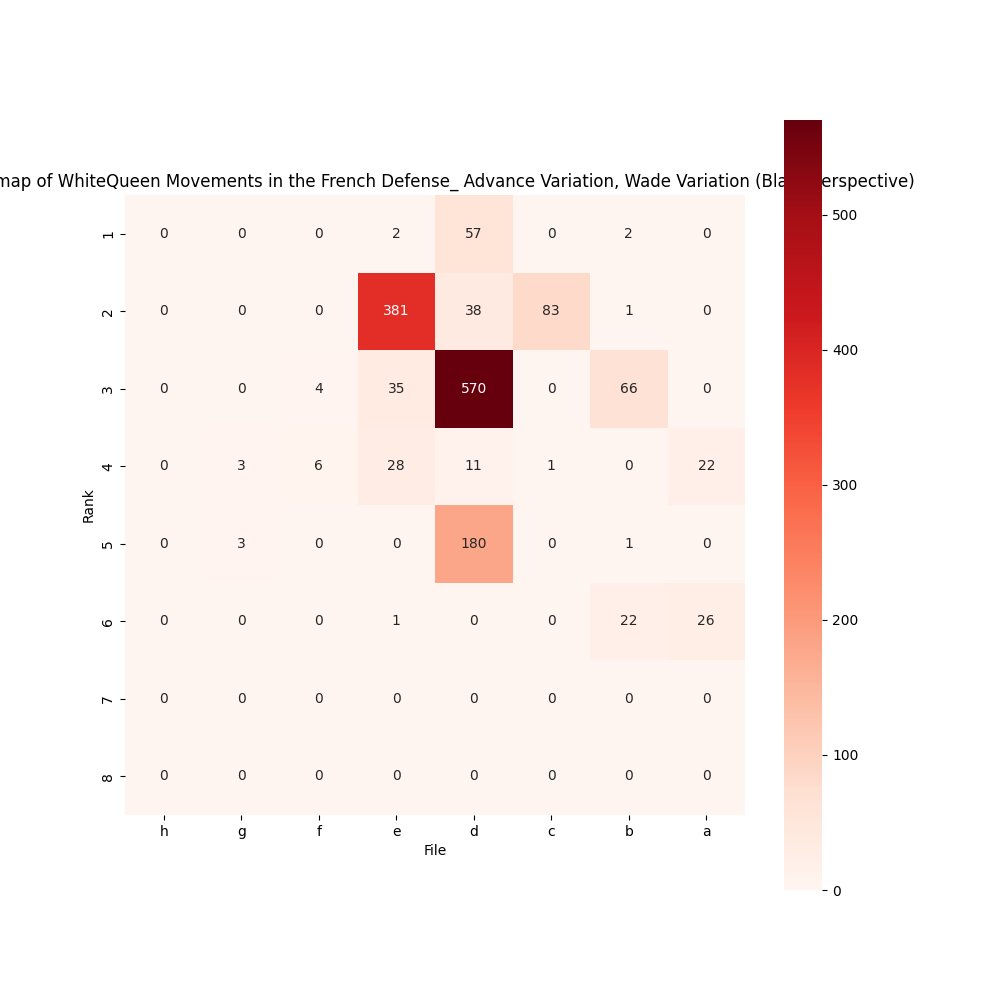 map of WhiteQueen Movements in the French Defense_ Advance Variation, Wade Variation (Bla erspective)
1 0 0 0 2 57 0 2 0
2 0 0 0 381 38 83 1 0
3 0 0 4 35 570 0 66 0
4 0 3 6 28 11 1 0 22
5 0 3 0 0 180 0 1 0
6 0 0 0 1 0 0 22 26
7 0 0 0 0 0 0 0 0
8 0 0 0 0 0 0 0 0
h g f e d c b a
File
Rank
500
400
300
200
100
0